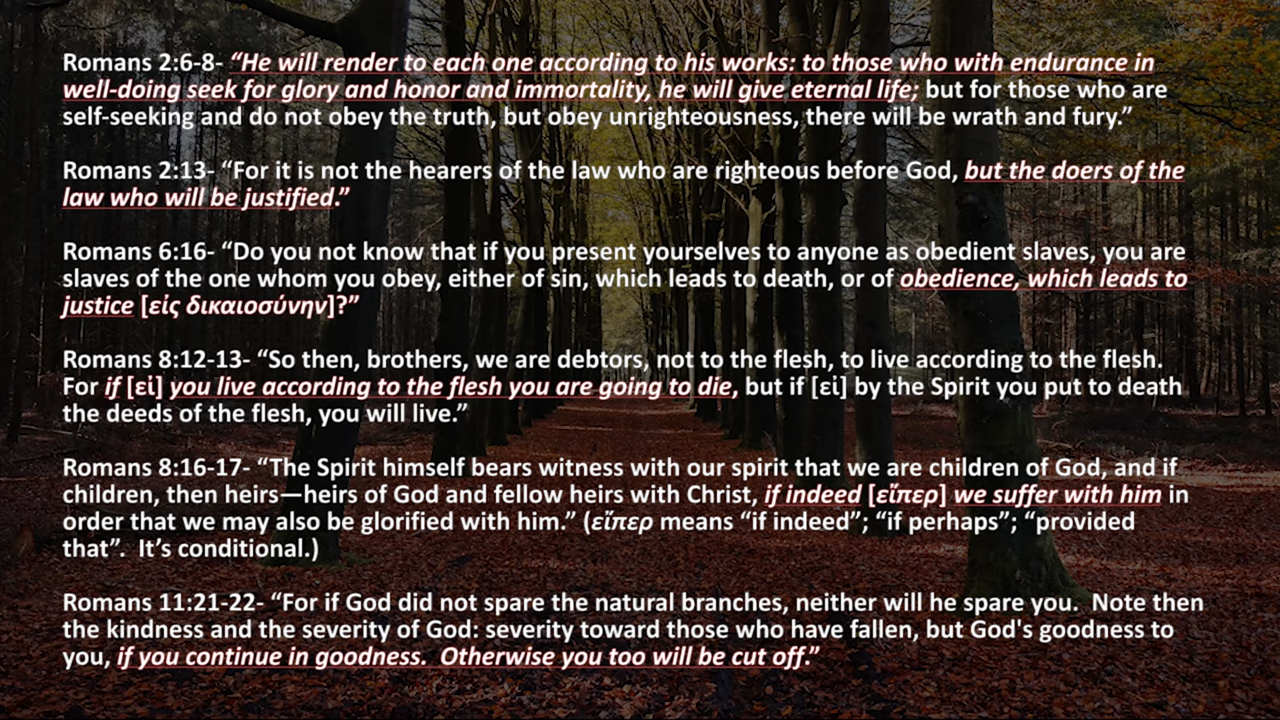 Romans 2:6-8- “He will render to each one according to his works: to those who with endurance in
well-doing seek for glory and honor and immortality, he will give eternal life; but for those who are
self-seeking and do not obey the truth, but obey unrighteousness, there will be wrath and fury.”
Romans 2:13- “For it is not the hearers of the law who are righteous before God, but the doers of the
law who will be justified.”
Romans 6:16- “Do you not know that if you present yourselves to anyone as obedient slaves, you are
slaves of the one whom you obey, either of sin, which leads to death, or of obedience, which leads to
justice [εἰς δικαιοσύνην]?”
Romans 8:12-13- “So then, brothers, we are debtors, not to the flesh, to live according to the flesh.
For if [εἰ] you live according to the flesh you are going to die, but if [εἰ] by the Spirit you put to death
the deeds of the flesh, you will live.”
Romans 8:16-17- “The Spirit himself bears witness with our spirit that we are children of God, and if
children, then heirs—heirs of God and fellow heirs with Christ, if indeed [εἴπερ] we suffer with him in
order that we may also be glorified with him.” (εἴπερ means “if indeed”; “if perhaps”; “provided
that”.  It’s conditional.)
Romans 11:21-22- “For if God did not spare the natural branches, neither will he spare you.  Note then
the kindness and the severity of God: severity toward those who have fallen, but God's goodness to
you, if you continue in goodness.  Otherwise you too will be cut off.”